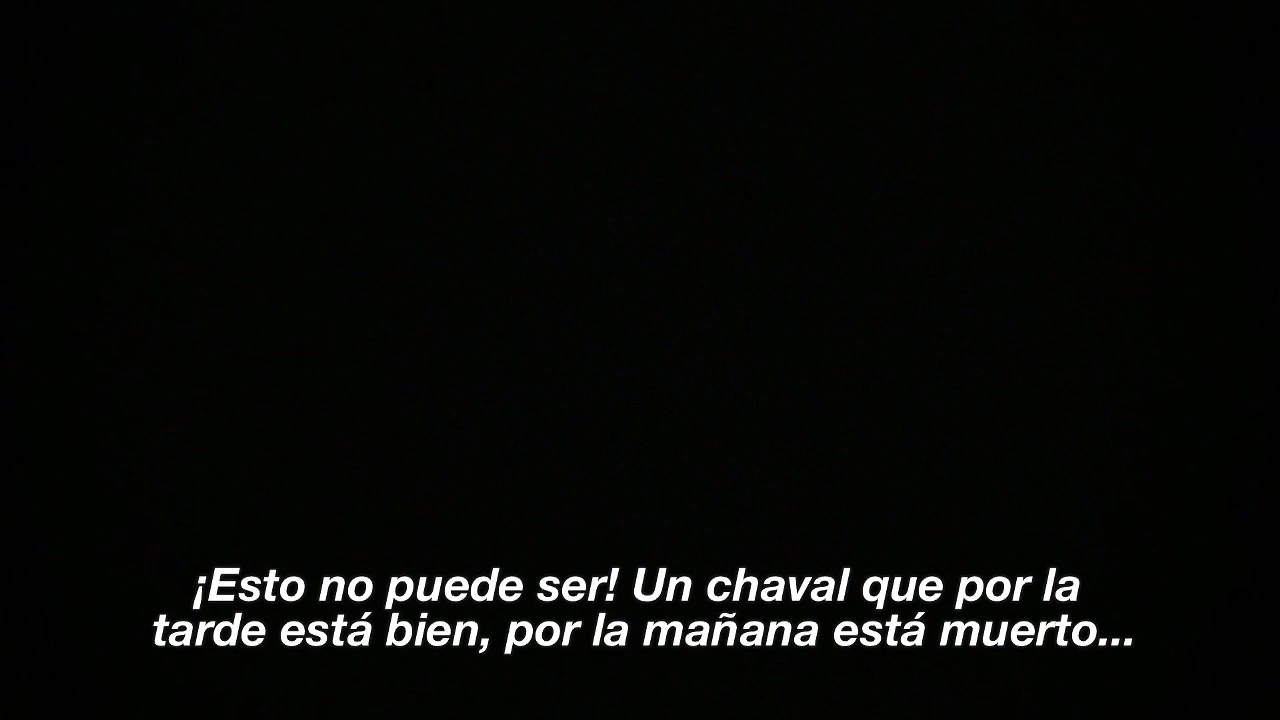 ¡Esto no puede ser! Un chaval que por la
tarde está bien, por la mañana está muerto...